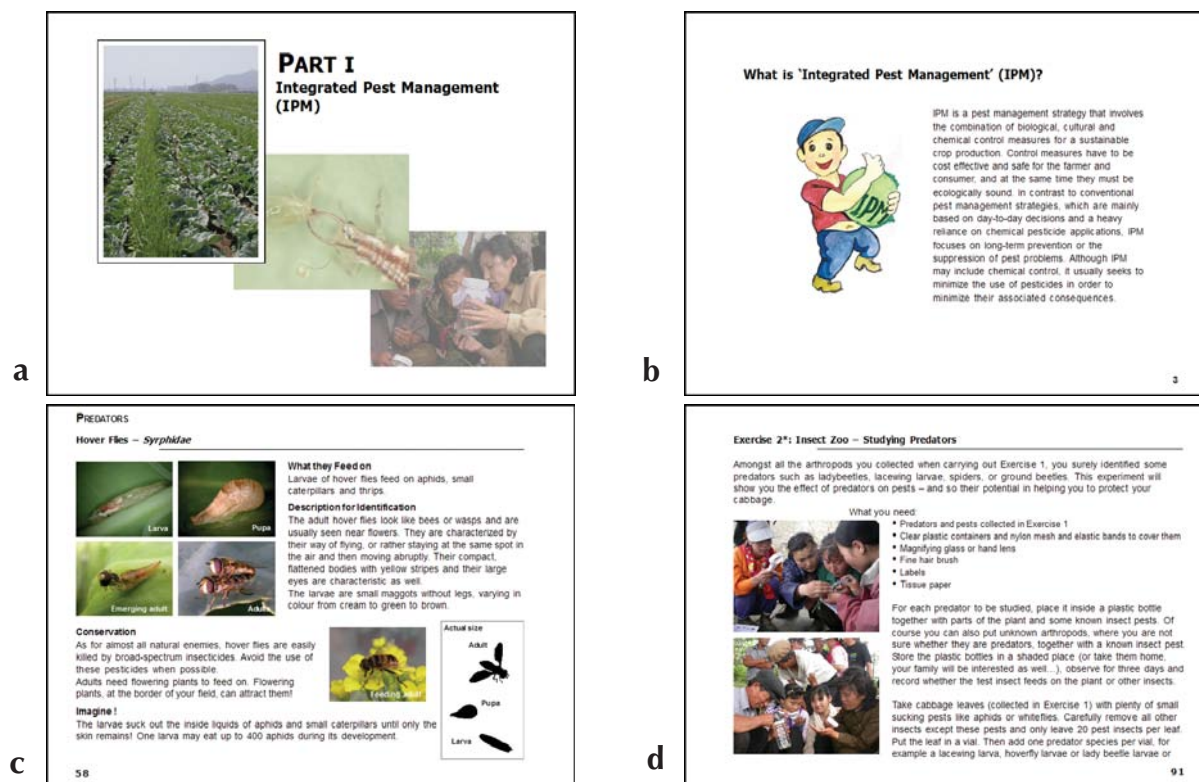 a
PART I
Integrated Pest Management
(IPM)
b
What is ‘Integrated Pest Management’ (IPM)?
IPM
IPM is a pest management strategy that involves
the combination of biological, cultural and
chemical control measures for a sustainable
crop production. Control measures have to be
cost effective and safe for the farmer and
consumer, and at the same time they must be
ecologically sound. In contrast to conventional
pest management strategies, which are mainly
based on day-to-day decisions and a heavy
reliance on chemical pesticide applications, IPM
focuses on long-term prevention or the
suppression of pest problems. Although IPM
may include chemical control, it usually seeks to
minimize the use of pesticides in order to
minimize their associated consequences.
3
c
PREDATORS
Hover Flies – Syrphidae
Larva
Pupa
Emerging adult
Adults
What they Feed on
Larvae of hover flies feed on aphids, small
caterpillars and thrips.
Description for Identification
The adult hover flies look like bees or wasps and are
usually seen near flowers. They are characterized by
their way of flying, or rather staying at the same spot in
the air and then moving abruptly. Their compact,
flattened bodies with yellow stripes and their large
eyes are characteristic as well.
The larvae are small maggots without legs, varying in
colour from cream to green to brown.
Conservation
As for almost all natural enemies, hover flies are easily
killed by broad-spectrum insecticides. Avoid the use of
these pesticides when possible.
Adults need flowering plants to feed on. Flowering
plants, at the border of your field, can attract them!
Feeding adult
Actual size
Adult
Pupa
Larva
Imagine !
The larvae suck out the inside liquids of aphids and small caterpillars until only the
skin remains! One larva may eat up to 400 aphids during its development.
58
d
Exercise 2*: Insect Zoo – Studying Predators
Amongst all the arthropods you collected when carrying out Exercise 1, you surely identified some
predators such as ladybeetles, lacewing larvae, spiders, or ground beetles. This experiment will
show you the effect of predators on pests – and so their potential in helping you to protect your
cabbage.
What you need:
• Predators and pests collected in Exercise 1
• Clear plastic containers and nylon mesh and elastic bands to cover them
• Magnifying glass or hand lens
• Fine hair brush
• Labels
• Tissue paper
For each predator to be studied, place it inside a plastic bottle
together with parts of the plant and some known insect pests. Of
course you can also put unknown arthropods, where you are not
sure whether they are predators, together with a known insect pest.
Store the plastic bottles in a shaded place (or take them home,
your family will be interested as well...), observe for three days and
record whether the test insect feeds on the plant or other insects.
Take cabbage leaves (collected in Exercise 1) with plenty of small
sucking pests like aphids or whiteflies. Carefully remove all other
insects except these pests and only leave 20 pest insects per leaf.
Put the leaf in a vial. Then add one predator species per vial, for
example a lacewing larva, hoverfly larvae or lady beetle larvae or
91